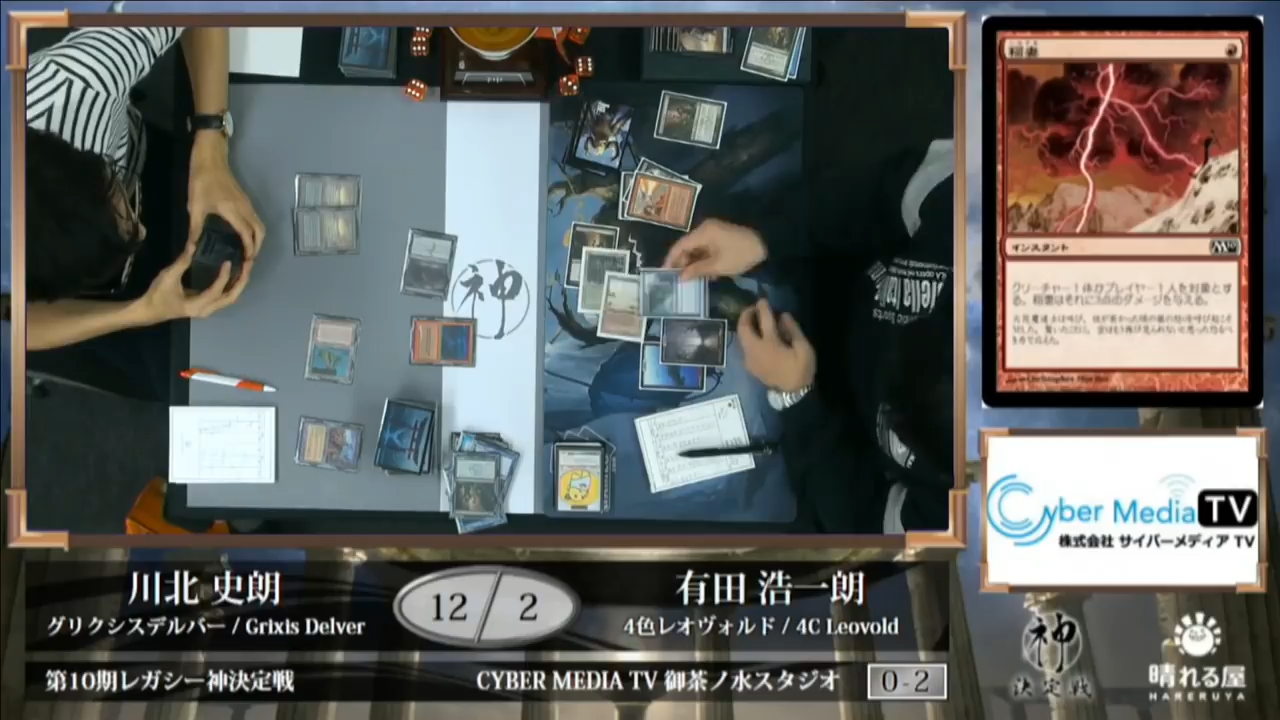 稲妻
インスタント
クリーチャー1体かプレイヤー1人を対象とす
る。稲妻はそれに3点のダメージを与える。
神
Cyber Media TV
株式会社 サイバーメディア TV
川北 史朗
グリクシスデルバー / Grixis Delver
12 / 2
有田 浩一朗
4色レオヴォルド / 4C Leovold
第10期レガシー神決定戦
CYBER MEDIA TV 御茶ノ水スタジオ
0-2
神
決定戦
晴れる屋
HARERUYA